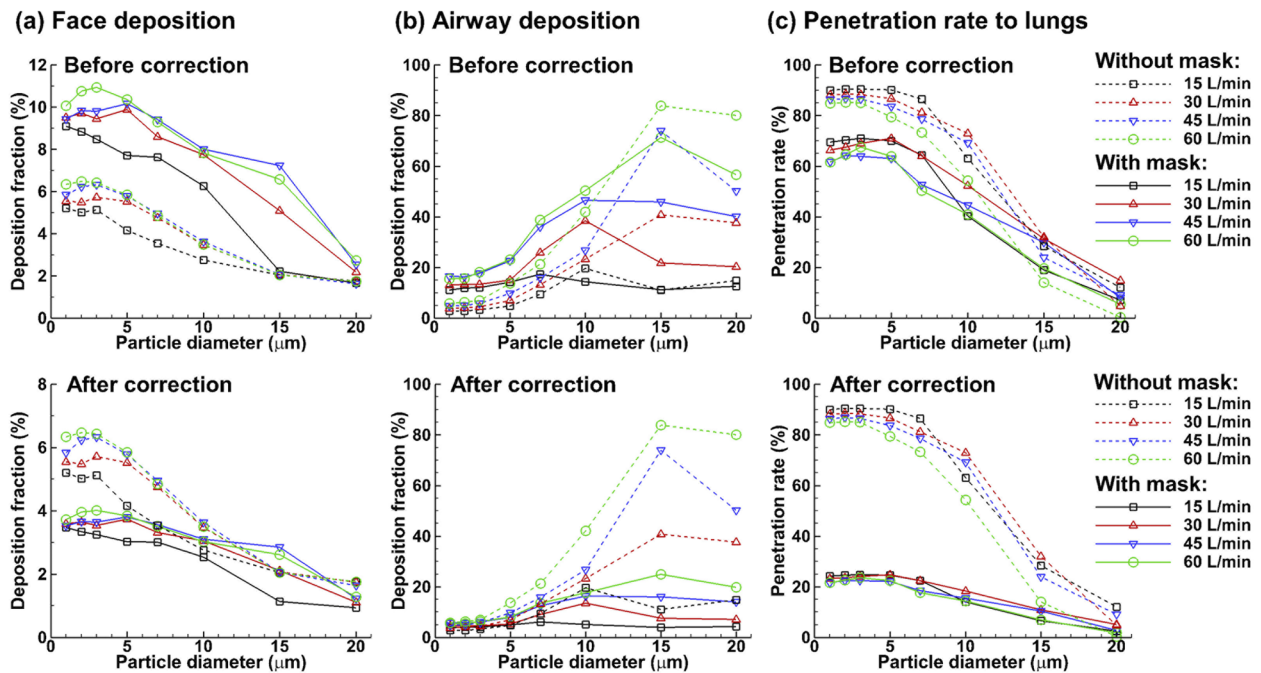 (a) Face deposition
(b) Airway deposition
(c) Penetration rate to lungs
Before correction
Deposition fraction (%)
12
10
8
6
4
2
0
0 5 10 15 20
Particle diameter (μm)
Before correction
Deposition fraction (%)
100
80
60
40
20
0
0 5 10 15 20
Particle diameter (μm)
Before correction
Penetration rate (%)
100
80
60
40
20
0
0 5 10 15 20
Particle diameter (μm)
Without mask:
15 L/min
30 L/min
45 L/min
60 L/min
With mask:
15 L/min
30 L/min
45 L/min
60 L/min
After correction
Deposition fraction (%)
8
6
4
2
0
0 5 10 15 20
Particle diameter (μm)
After correction
Deposition fraction (%)
100
80
60
40
20
0
0 5 10 15 20
Particle diameter (μm)
After correction
Penetration rate (%)
100
80
60
40
20
0
0 5 10 15 20
Particle diameter (μm)
Without mask:
15 L/min
30 L/min
45 L/min
60 L/min
With mask:
15 L/min
30 L/min
45 L/min
60 L/min